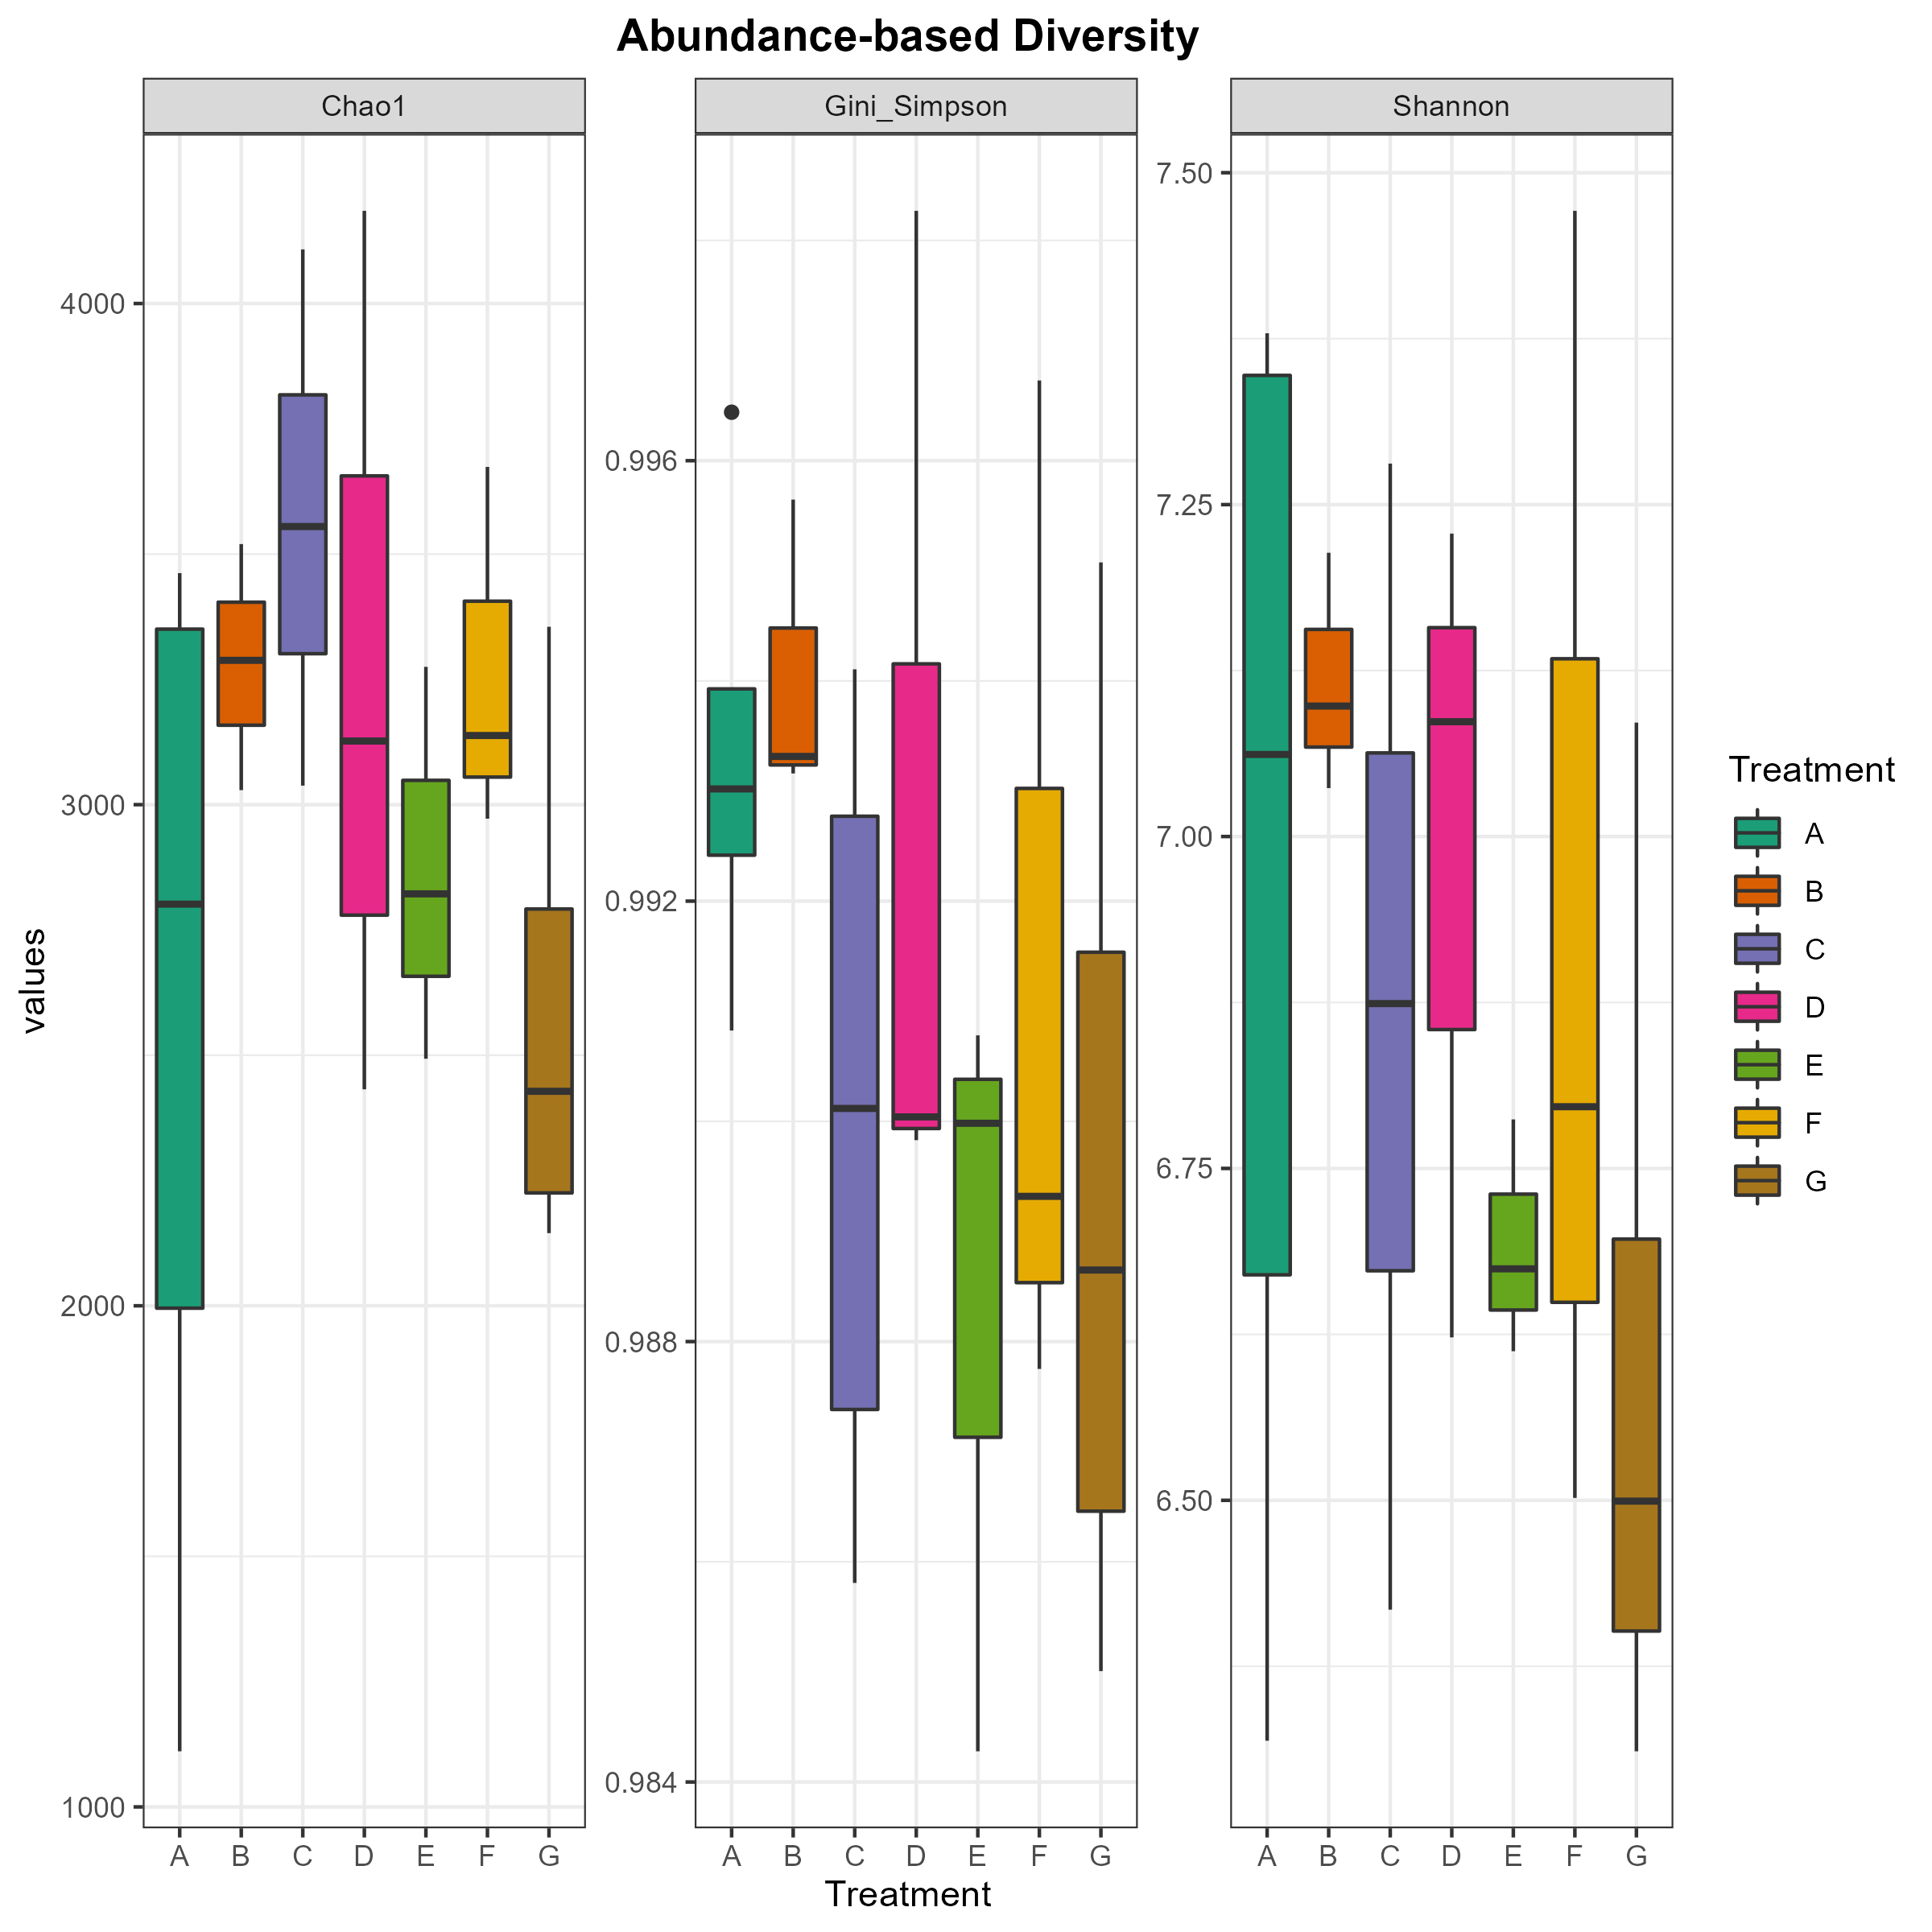 Abundance-based Diversity
Chao1
Gini_Simpson
Shannon
values
4000
3000
2000
1000
0.996
0.992
0.988
0.984
7.50
7.25
7.00
6.75
6.50
A B C D E F G
A B C D E F G
A B C D E F G
Treatment
Treatment
A
B
C
D
E
F
G